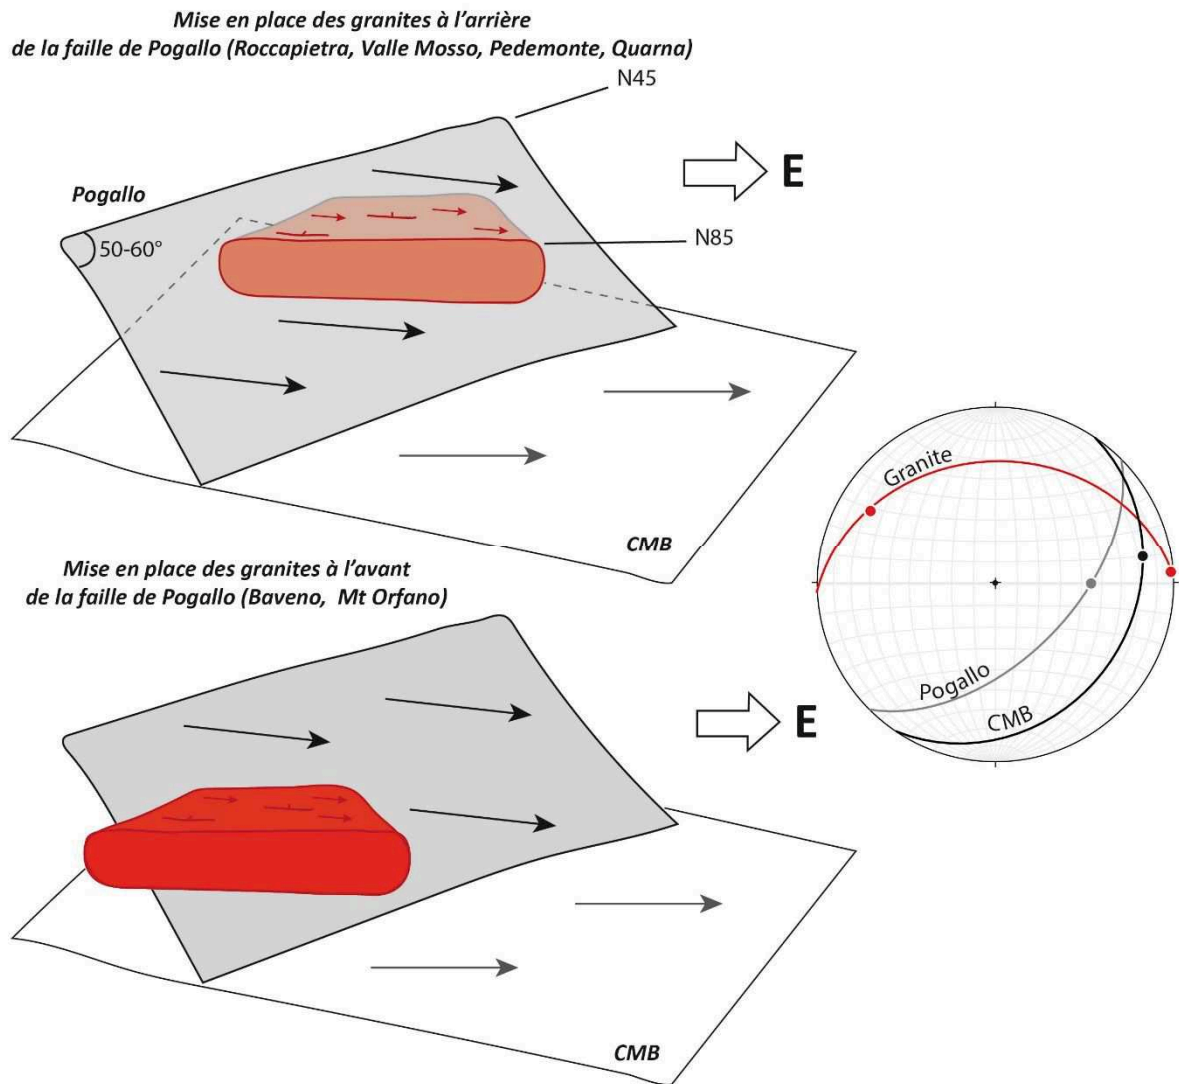 Mise en place des granites à l’arrière
de la faille de Pogallo (Roccapietra, Valle Mosso, Pedemonte, Quarna)
N45
E
Pogallo
50-60°
N85
CMB
Granite
Pogallo
CMB
Mise en place des granites à l’avant
de la faille de Pogallo (Baveno, Mt Orfano)
E
CMB